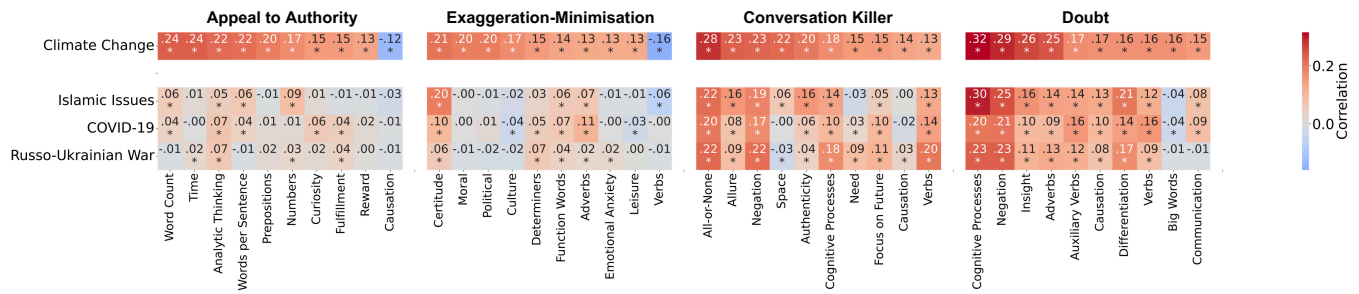 Appeal to Authority Exaggeration-Minimisation Conversation Killer Doubt
Climate Change .24 .24 .22 .22 .20 .17 .15 .15 .13 -.12 .21 .20 .20 .17 .15 .14 .13 .13 .13 -.16 .28 .23 .23 .22 .20 .18 .15 .15 .14 .13 .32 .29 .26 .25 .17 .17 .16 .16 .16 .15
* * * * * * * * * * * * * * * * * * * * * * * * * * * * * * * * * * * * * * * *
Islamic Issues .06 .01 .05 .06 -.01 .09 .01 -.01 -.01 -.03 .20 -.01 -.01 -.02 .03 .06 .07 -.01 -.01 -.06 .22 .16 .19 .06 .16 .14 -.03 .05 .00 .13 .30 .25 .16 .14 .14 .13 .21 .12 -.04 .08
* * * * * * * * * * * * * * * * * * * * * * * * *
COVID-19 .04 -.00 .07 .04 .01 .01 .06 .04 .02 -.01 .10 -.00 .01 -.04 .05 .07 .11 -.00 -.03 -.00 .20 .08 .17 -.00 .06 .10 .03 .10 -.02 .14 .20 .21 .10 .09 .16 .10 .14 .16 -.04 .09
* * * * * * * * * * * * * * * * * * * * * * * * * * * * *
Russo-Ukrainian War -.01 .02 .07 -.01 .02 .03 .02 .04 .01 -.01 .06 -.01 .01 -.02 .07 .04 .02 .02 .00 -.01 .22 .09 .22 -.03 .04 .18 .09 .11 .03 .20 .23 .23 .11 .13 .12 .08 .17 .09 -.01 -.01
* * * * * * * * * * * * * * * * * * * * * * * * * * *
Word Count
Time
Analytic Thinking
Words per Sentence
Prepositions
Numbers
Curiosity
Fulfillment
Reward
Causation
Certitude
Moral
Political
Culture
Determiners
Function Words
Adverbs
Emotional Anxiety
Leisure
Verbs
All-or-None
Allure
Negation
Space
Authenticity
Cognitive Processes
Need
Focus on Future
Causation
Verbs
Cognitive Processes
Negation
Insight
Adverbs
Auxiliary Verbs
Causation
Differentiation
Verbs
Big Words
Communication
0.2
0.0
Correlation